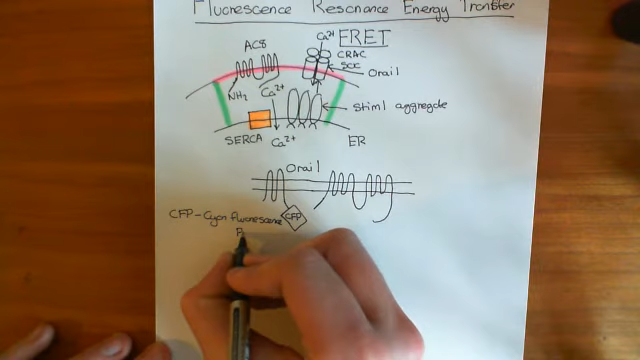 Fluorescence Resonance Energy Transfer
FRET
Ca2+
AC8
CRAC
SOC
Orai1
NH2
Ca2+
Stim1 aggregate
SERCA
Ca2+
ER
Orai1
CFP - Cyan Fluorescence
CFP
P